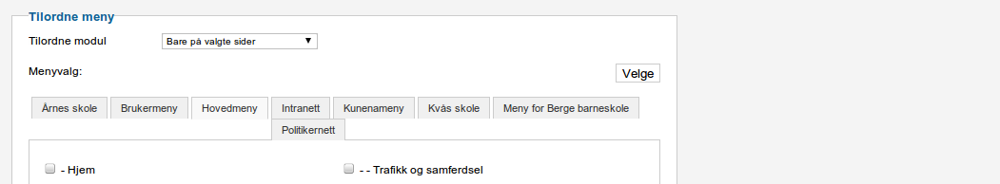 Tilordne meny
Tilordne modul Bare på valgte sider
Menyvalg: Velge
Årnes skole Brukermeny Hovedmeny Intranett Kunenameny Kvås skole Meny for Berge barneskole
Politikernett
- Hjem - - Trafikk og samferdsel